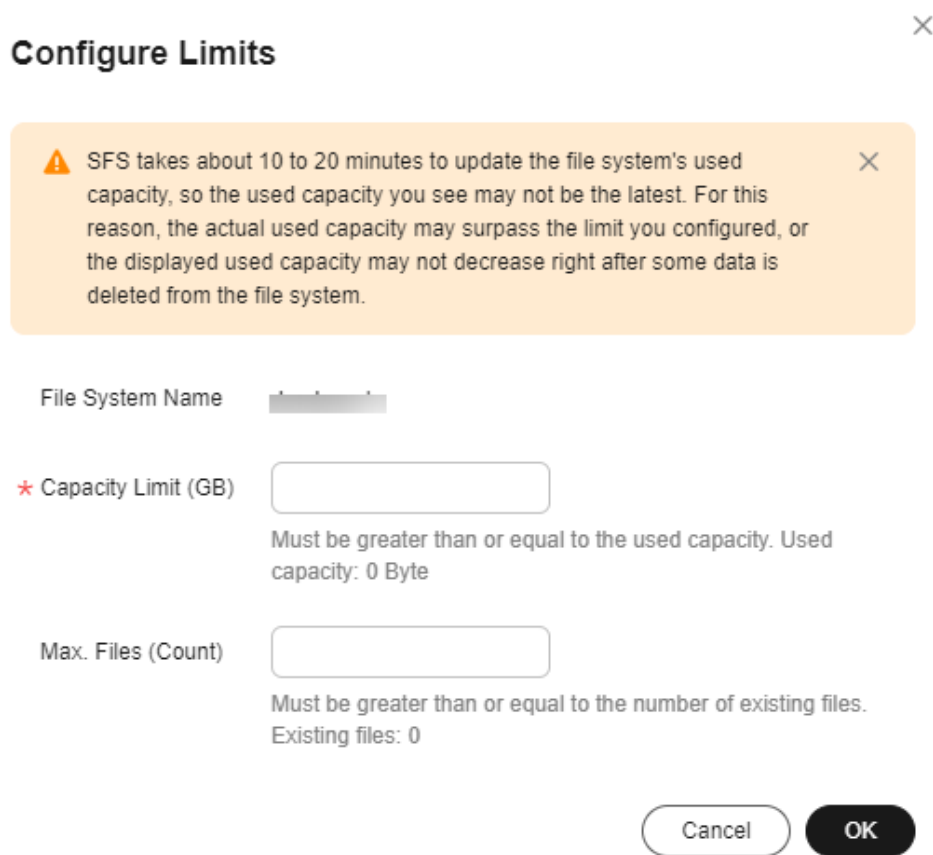 Configure Limits
SFS takes about 10 to 20 minutes to update the file system's used
capacity, so the used capacity you see may not be the latest. For this
reason, the actual used capacity may surpass the limit you configured, or
the displayed used capacity may not decrease right after some data is
deleted from the file system.
File System Name
* Capacity Limit (GB)
Must be greater than or equal to the used capacity. Used
capacity: 0 Byte
Max. Files (Count)
Must be greater than or equal to the number of existing files.
Existing files: 0
Cancel OK